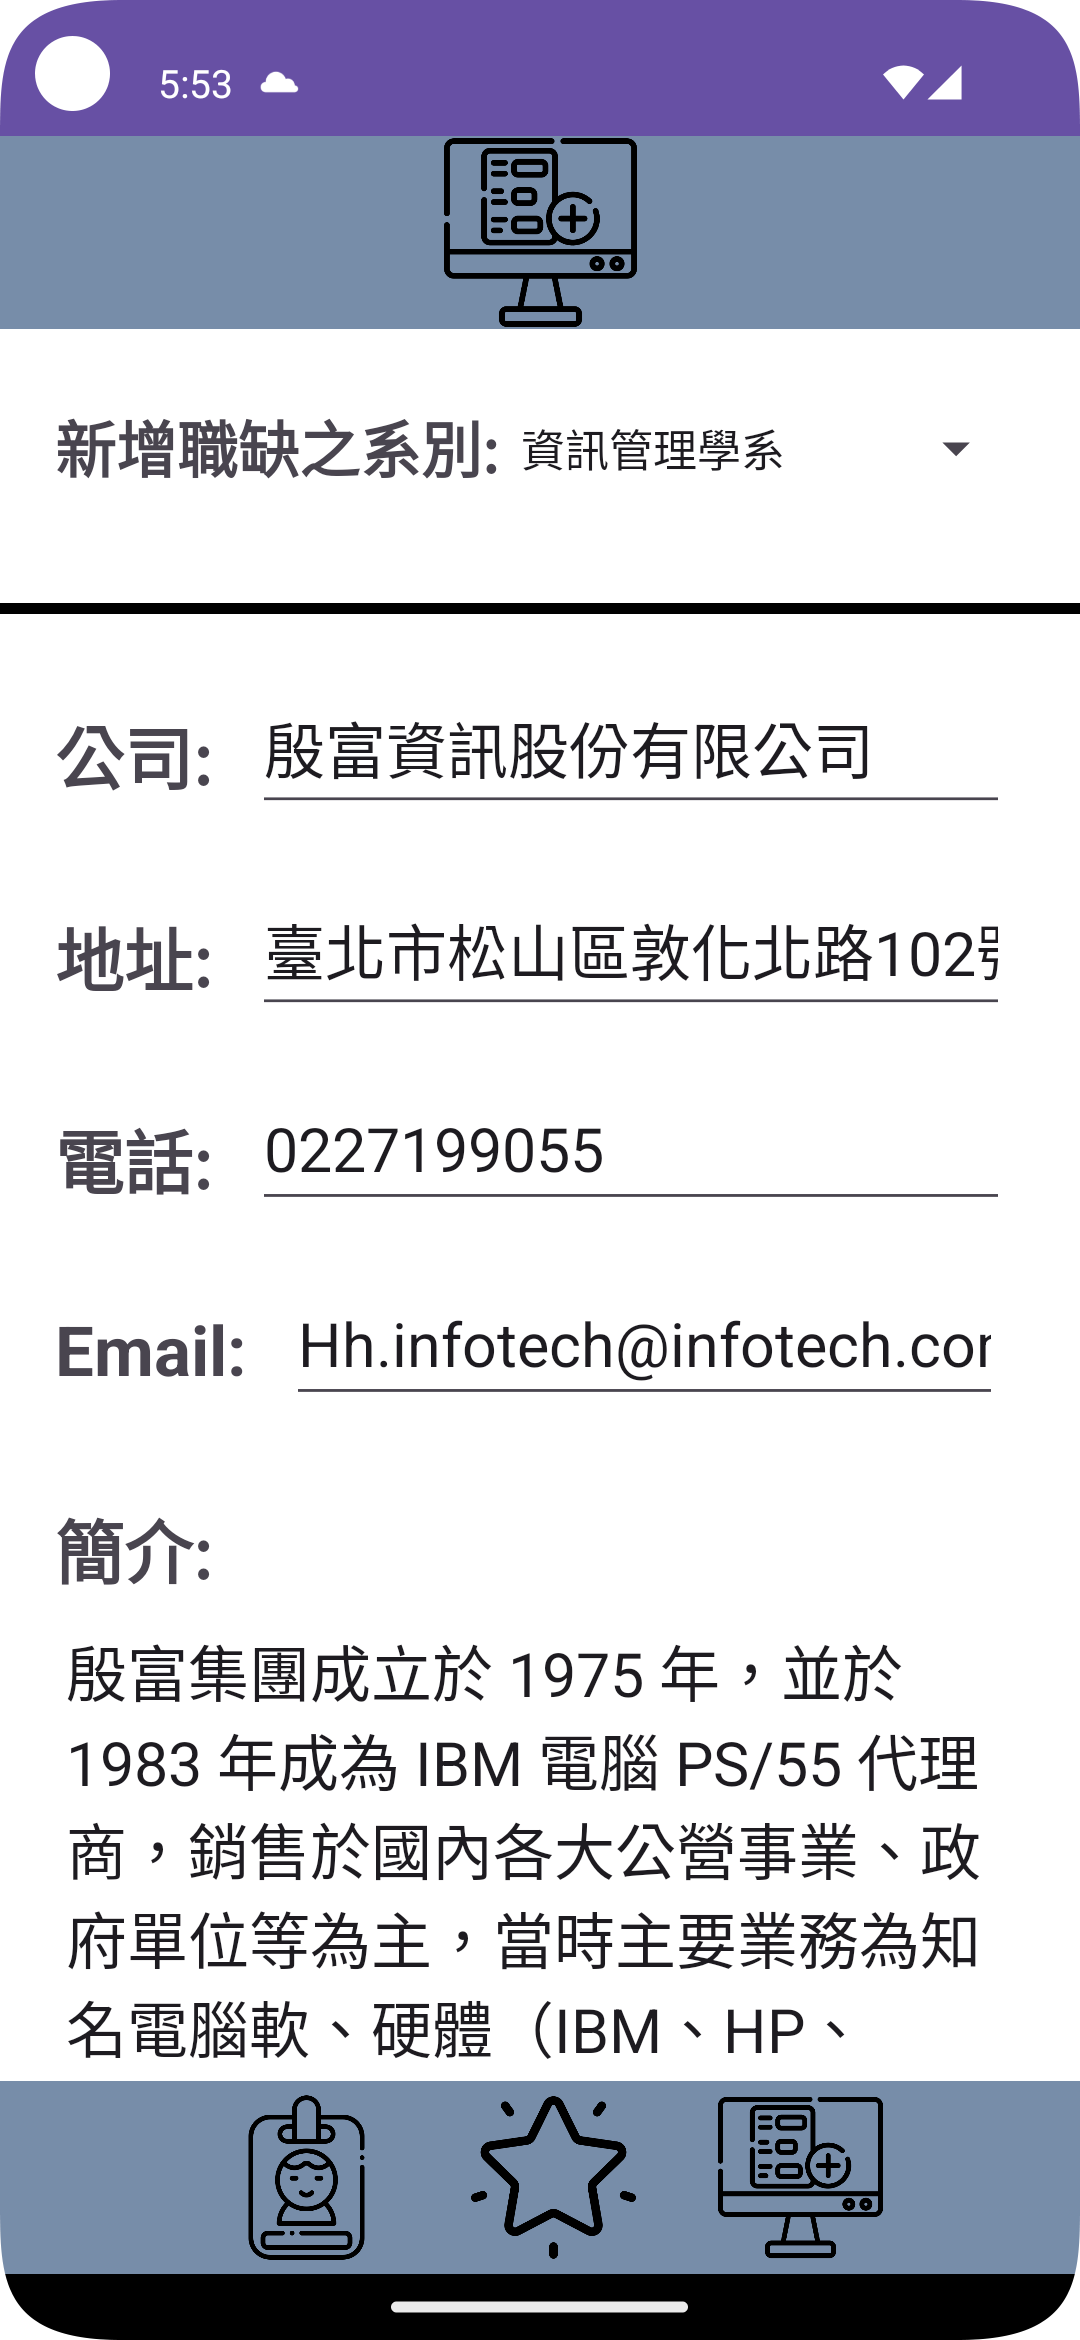 5:53
新增職缺之系別: 資訊管理學系
公司: 殷富資訊股份有限公司
地址: 臺北市松山區敦化北路102號
電話: 0227199055
Email: Hh.infotech@infotech.com
簡介:
殷富集團成立於 1975 年，並於
1983 年成為 IBM 電腦 PS/55 代理
商，銷售於國內各大公營事業、政
府單位等為主，當時主要業務為知
名電腦軟、硬體（IBM、HP、